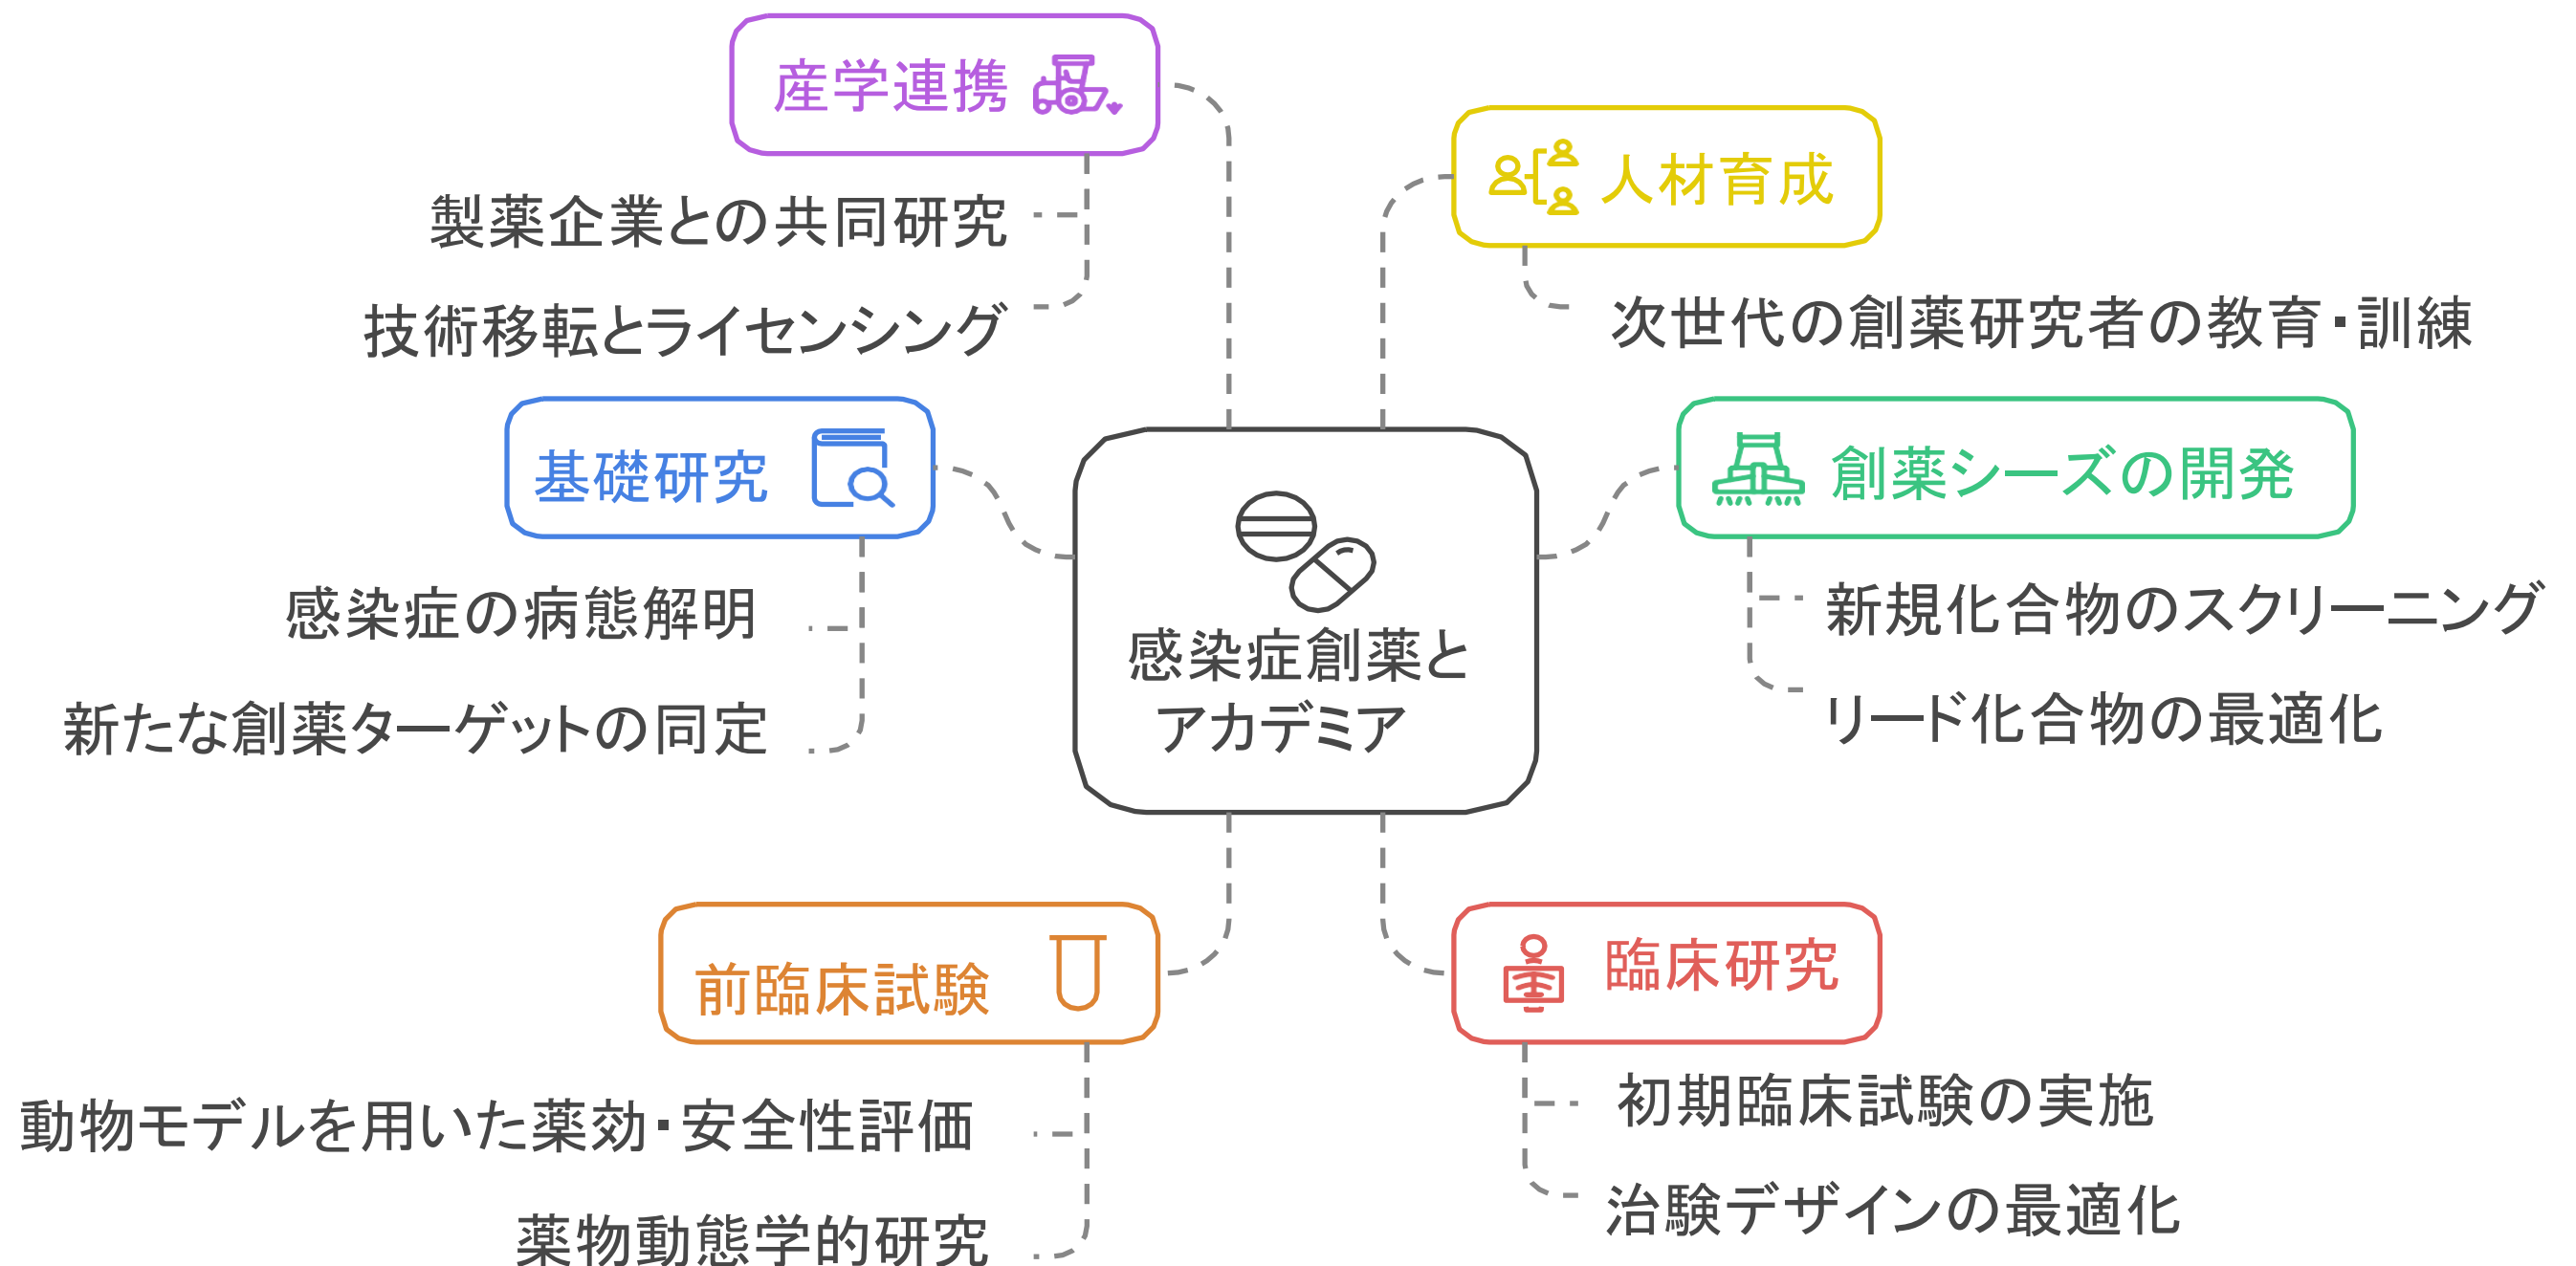 産学連携
製薬企業との共同研究
技術移転とライセンシング
人材育成
次世代の創薬研究者の教育・訓練
基礎研究
感染症の病態解明
新たな創薬ターゲットの同定
感染症創薬と
アカデミア
創薬シーズの開発
新規化合物のスクリーニング
リード化合物の最適化
前臨床試験
動物モデルを用いた薬効・安全性評価
薬物動態学的研究
臨床研究
初期臨床試験の実施
治験デザインの最適化